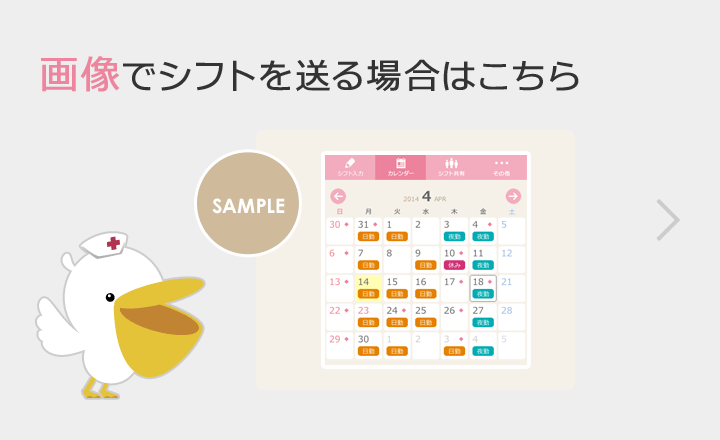 画像でシフトを送る場合はこちら
SAMPLE
シフト入力 カレンダー シフト共有 その他
2014 4 APR
日 月 火 水 木 金 土
30 31 1 2 3 4 5
日勤 日勤 夜勤 夜勤
6 7 8 9 10 11 12
日勤 日勤 休み 夜勤
13 14 15 16 17 18 21
日勤 日勤 日勤 夜勤
22 23 24 25 26 27 28
日勤 日勤 日勤 夜勤
29 30 1 2 3 4 5
日勤 日勤 日勤 夜勤